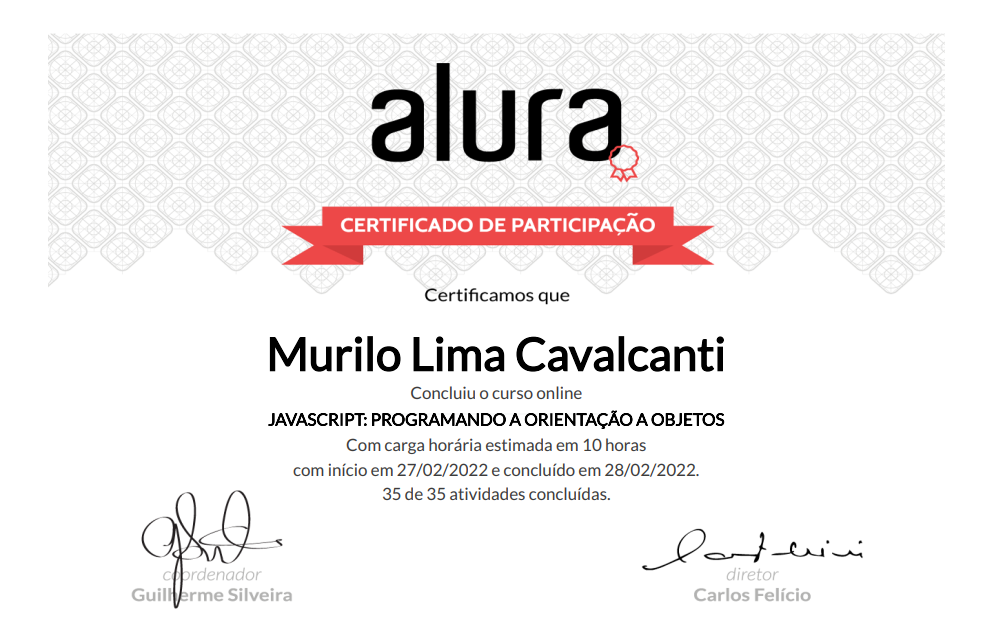 alura
CERTIFICADO DE PARTICIPAÇÃO
Certificamos que
Murilo Lima Cavalcanti
Concluiu o curso online
JAVASCRIPT: PROGRAMANDO A ORIENTAÇÃO A OBJETOS
Com carga horária estimada em 10 horas
com início em 27/02/2022 e concluído em 28/02/2022.
35 de 35 atividades concluídas.
coordenador
Guilherme Silveira
diretor
Carlos Felício